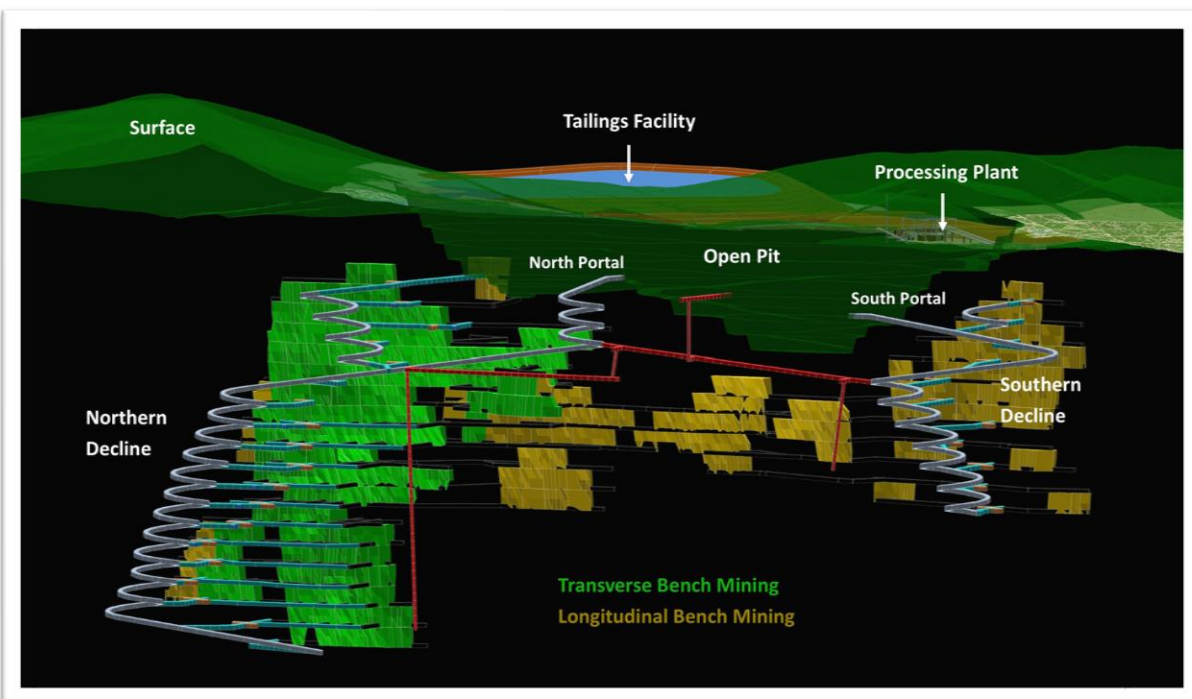 Surface
Tailings Facility
Processing Plant
North Portal
Open Pit
South Portal
Northern
Decline
Southern
Decline
Transverse Bench Mining
Longitudinal Bench Mining